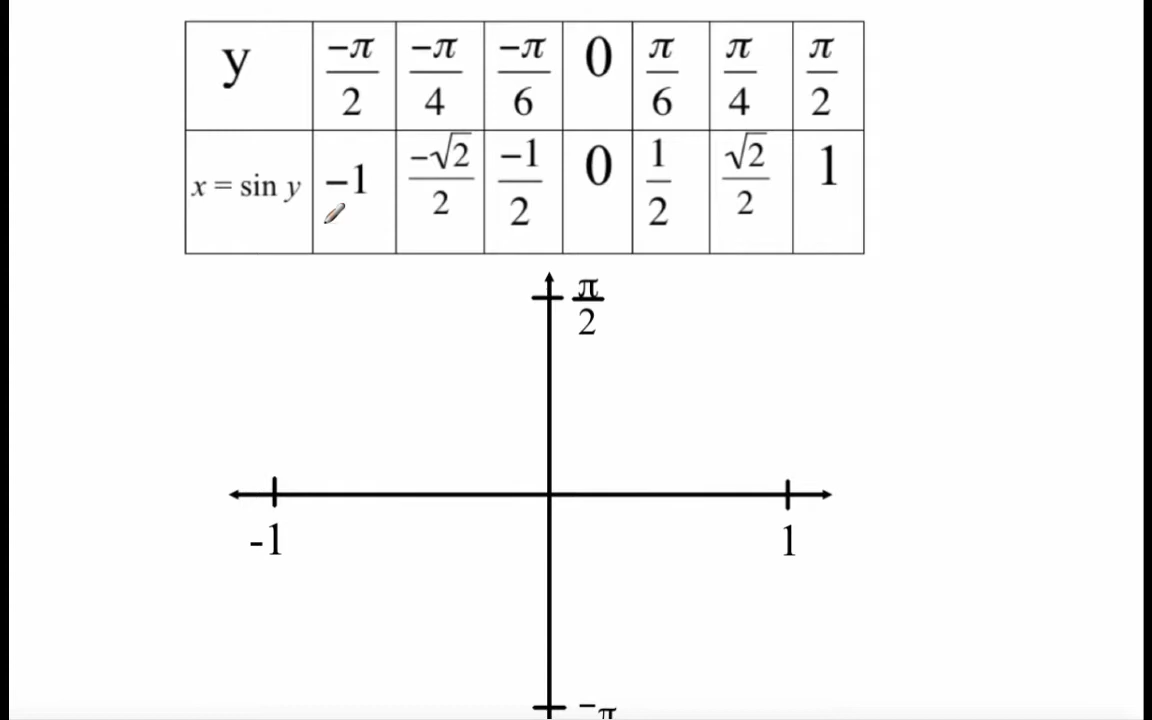 y -π/2 -π/4 -π/6 0 π/6 π/4 π/2
x = sin y -1 -√2/2 -1/2 0 1/2 √2/2 1
π/2
-1 1
-π